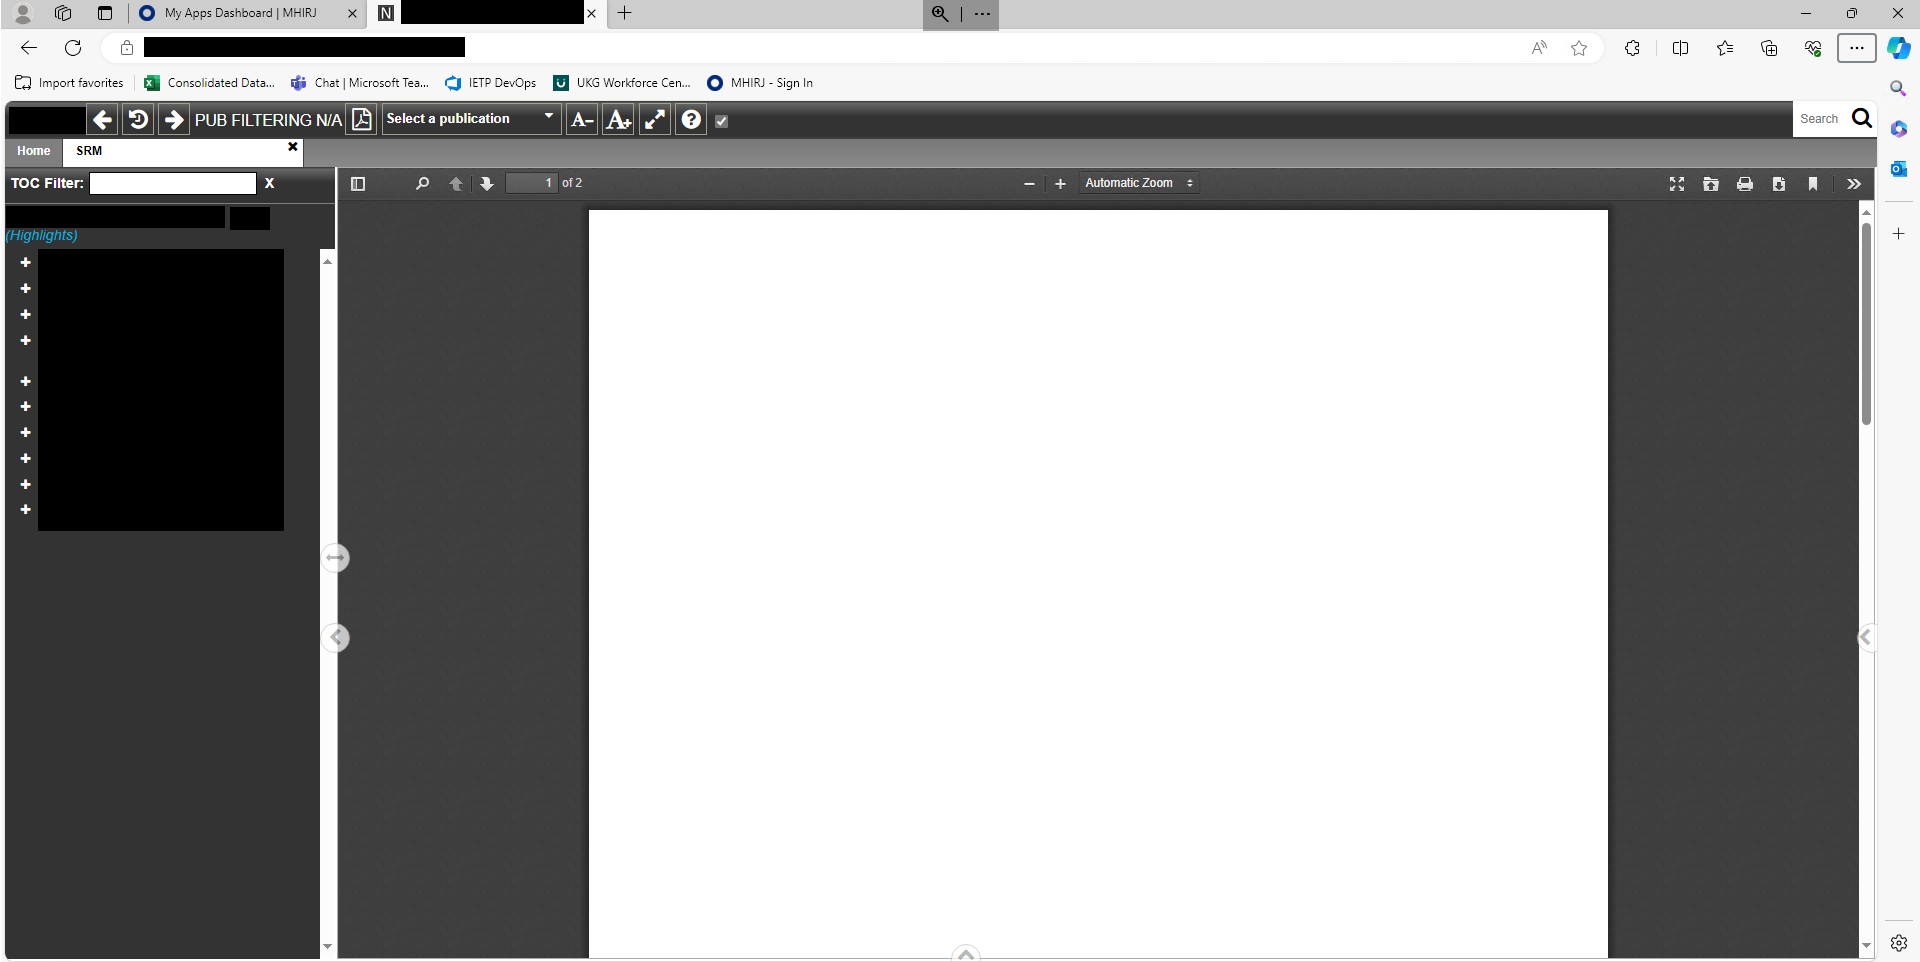 My Apps Dashboard | MHIRJ
Import favorites
Consolidated Data...
Chat | Microsoft Tea...
IETP DevOps
UKG Workforce Cen...
MHIRJ - Sign In
PUB FILTERING N/A
Select a publication
A-
A+
Search
Home
SRM
TOC Filter:
X
1 of 2
Automatic Zoom
(Highlights)